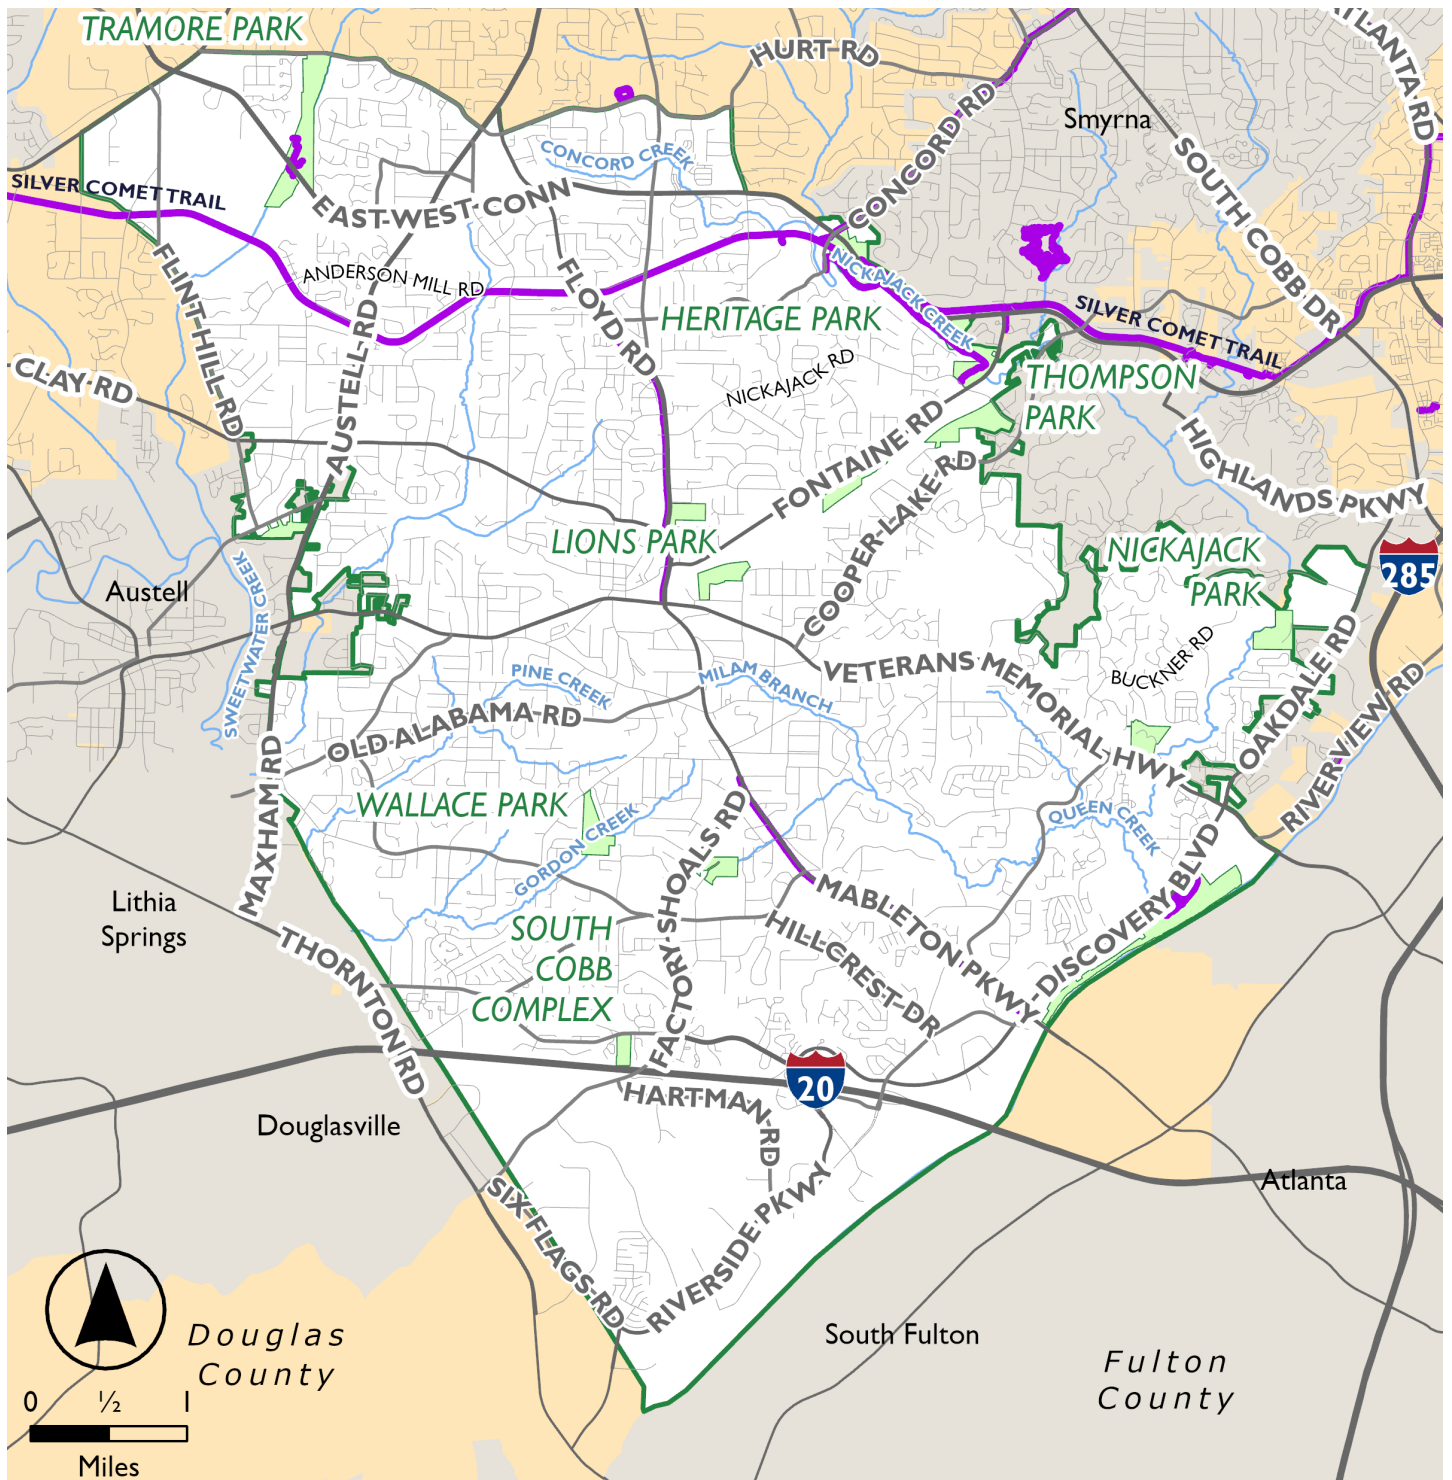 TRAMORE PARK
HURT RD
ATLANTA RD
CONCORD RD
Smyrna
SOUTH COBB DR
CONCORD CREEK
SILVER COMET TRAIL
EAST-WEST CONN
FLINT HILL RD
ANDERSON MILL RD
FLOYD RD
NICKAJACK CREEK
HERITAGE PARK
SILVER COMET TRAIL
AUSTELL RD
CLAY RD
NICKAJACK RD
THOMPSON
PARK
FONTAINE RD
HIGHLANDS PKWY
COOPER LAKE RD
LIONS PARK
NICKAJACK
PARK
285
Austell
SWEETWATER CREEK
BUCKNER RD
OAKDALE RD
VETERANS MEMORIAL HWY
PINE CREEK
MILAM BRANCH
RIVERVIEW RD
OLD ALABAMA RD
MAXHAM RD
WALLACE PARK
GORDON CREEK
FACTORY SHOALS RD
QUEEN CREEK
DISCOVERY BLVD
Lithia
Springs
MABLETON PKWY
HILLCREST DR
SOUTH
COBB
COMPLEX
THORNTON RD
20
HARTMAN RD
Douglasville
Atlanta
SIX FLAGS RD
RIVERSIDE PKWY
Douglas
County
South Fulton
Fulton
County
0 ½ 1
Miles